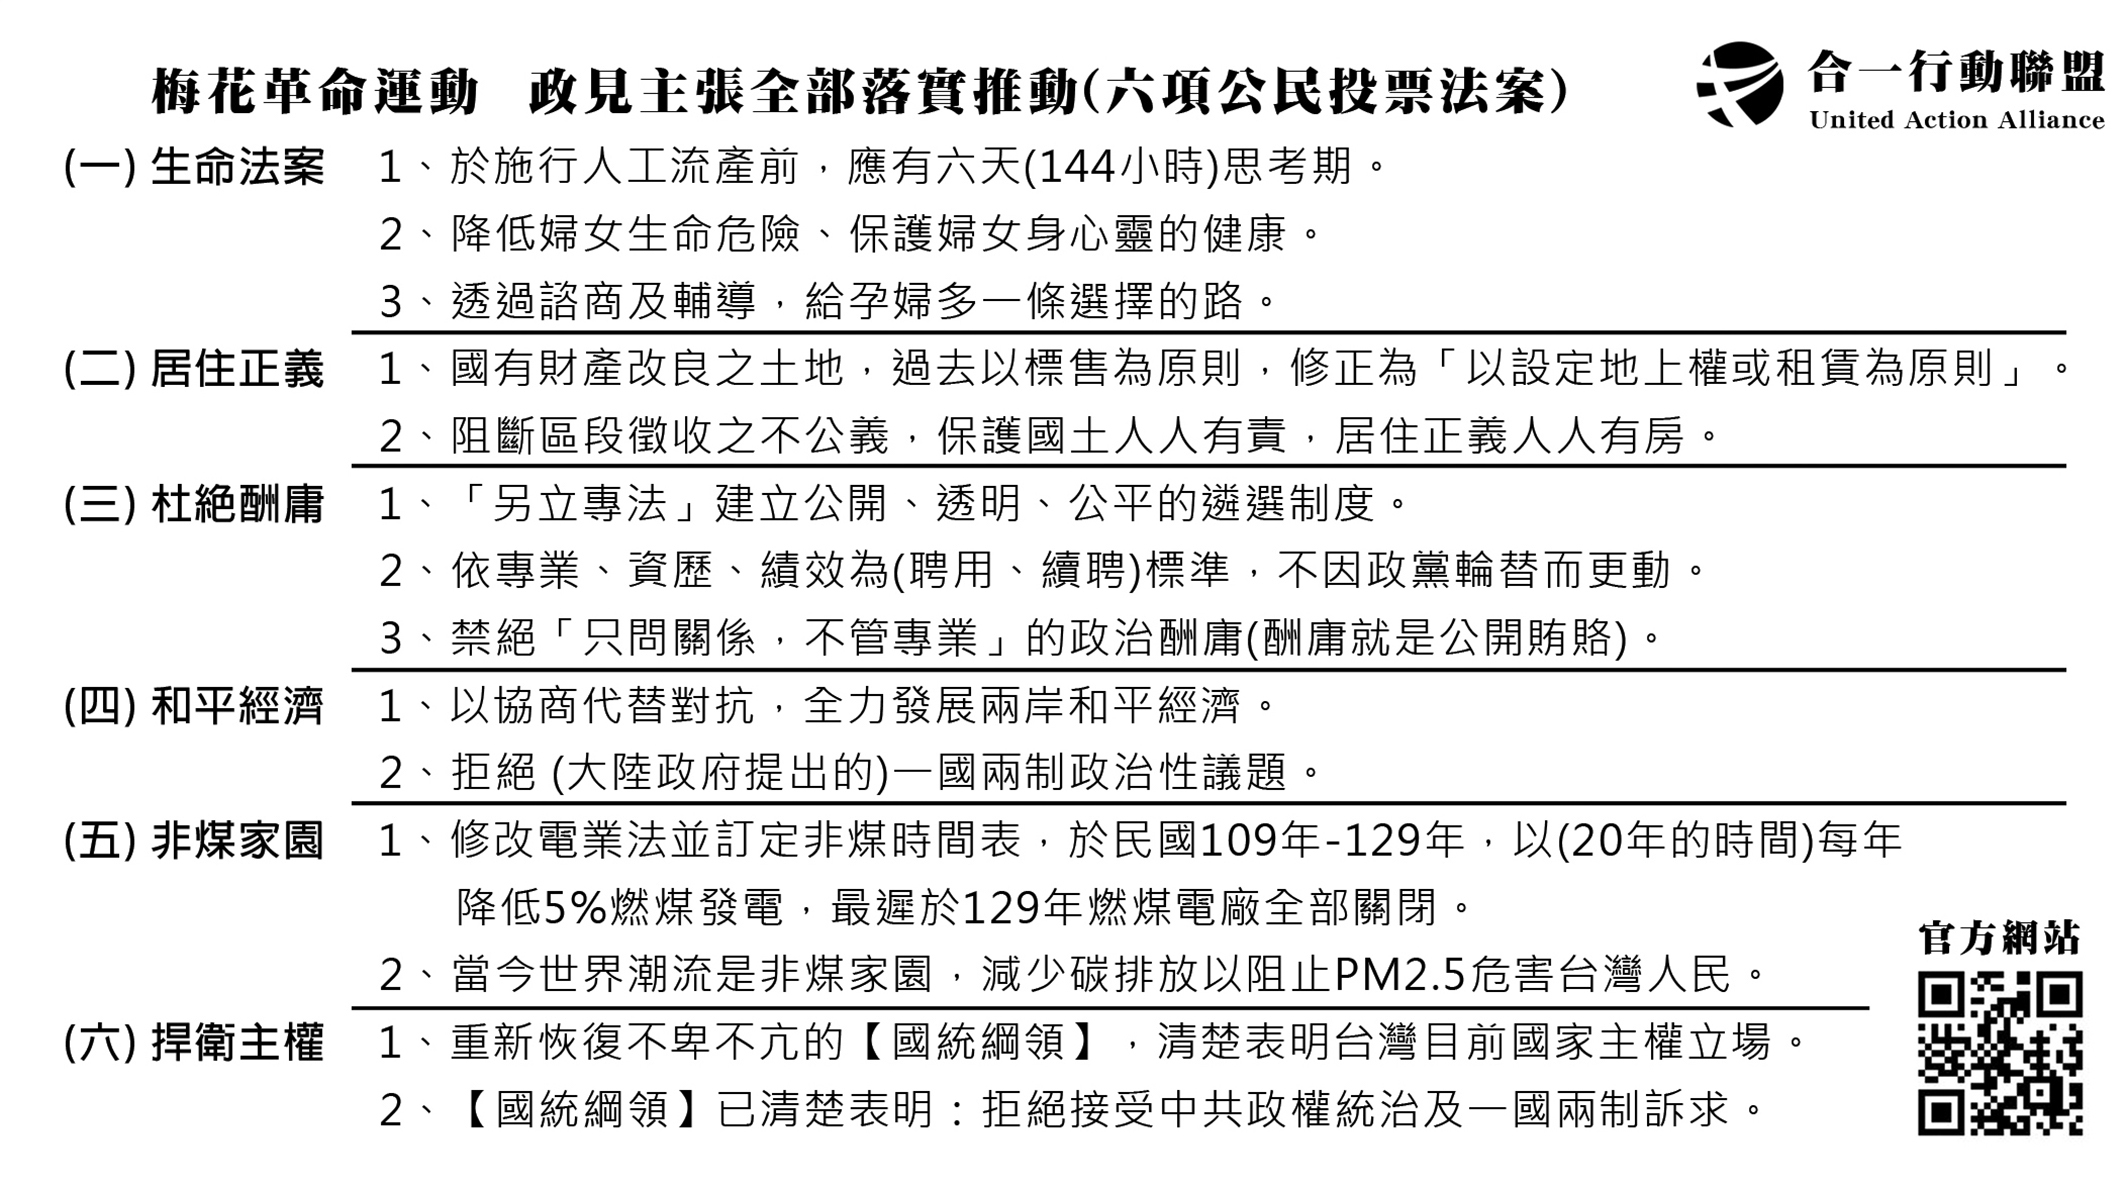 梅花革命運動 政見主張全部落實推動(六項公民投票法案)
合一行動聯盟
United Action Alliance
(一) 生命法案 1、於施行人工流產前，應有六天(144小時)思考期。
2、降低婦女生命危險、保護婦女身心靈的健康。
3、透過諮商及輔導，給孕婦多一條選擇的路。
(二) 居住正義 1、國有財產改良之土地，過去以標售為原則，修正為「以設定地上權或租賃為原則」。
2、阻斷區段徵收之不公義，保護國土人人有責，居住正義人人有房。
(三) 杜絕酬庸 1、「另立專法」建立公開、透明、公平的遴選制度。
2、依專業、資歷、績效為(聘用、續聘)標準，不因政黨輪替而更動。
3、禁絕「只問關係，不管專業」的政治酬庸(酬庸就是公開賄賂)。
(四) 和平經濟 1、以協商代替對抗，全力發展兩岸和平經濟。
2、拒絕 (大陸政府提出的)一國兩制政治性議題。
(五) 非煤家園 1、修改電業法並訂定非煤時間表，於民國109年-129年，以(20年的時間)每年
降低5%燃煤發電，最遲於129年燃煤電廠全部關閉。
2、當今世界潮流是非煤家園，減少碳排放以阻止PM2.5危害台灣人民。
(六) 捍衛主權 1、重新恢復不卑不亢的【國統綱領】，清楚表明台灣目前國家主權立場。
2、【國統綱領】已清楚表明：拒絕接受中共政權統治及一國兩制訴求。
官方網站